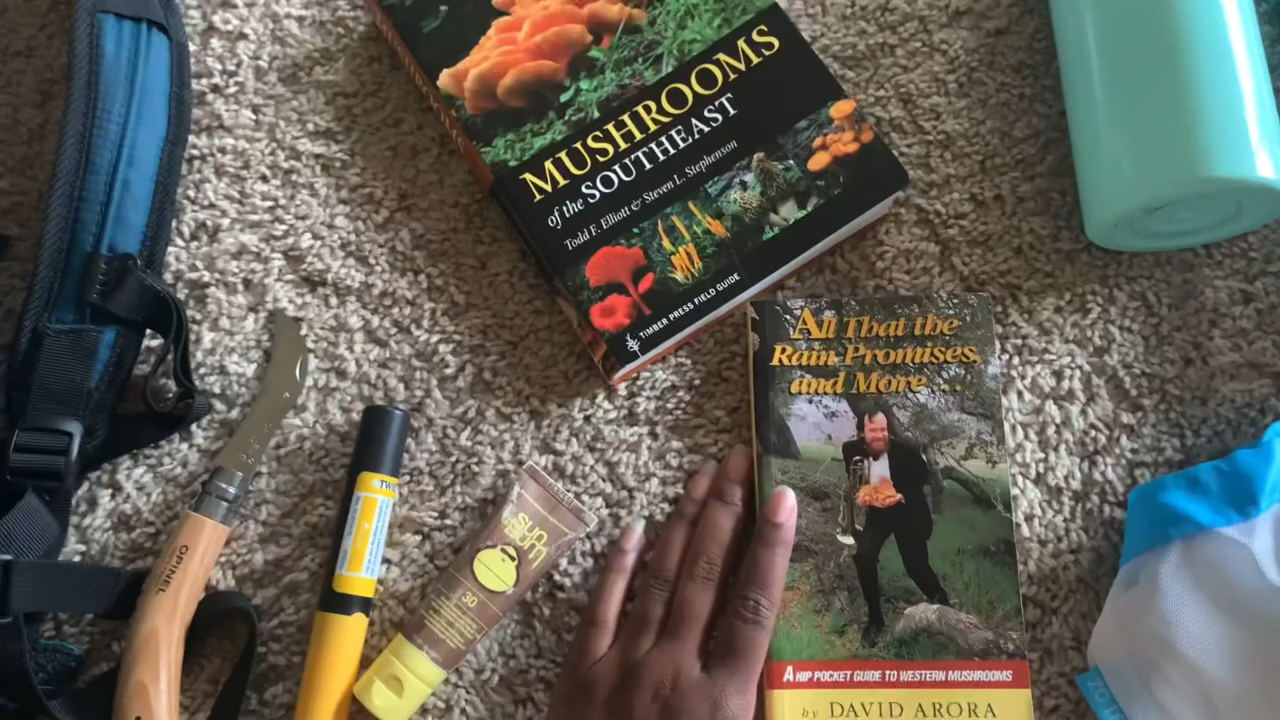 MUSHROOMS
of the SOUTHEAST
Todd F. Elliott & Steven L. Stephenson
TIMBER PRESS FIELD GUIDE
All That the
Rain Promises,
and More . . .
A HIP POCKET GUIDE TO WESTERN MUSHROOMS
by DAVID ARORA
OPINEL
sun
bum
30